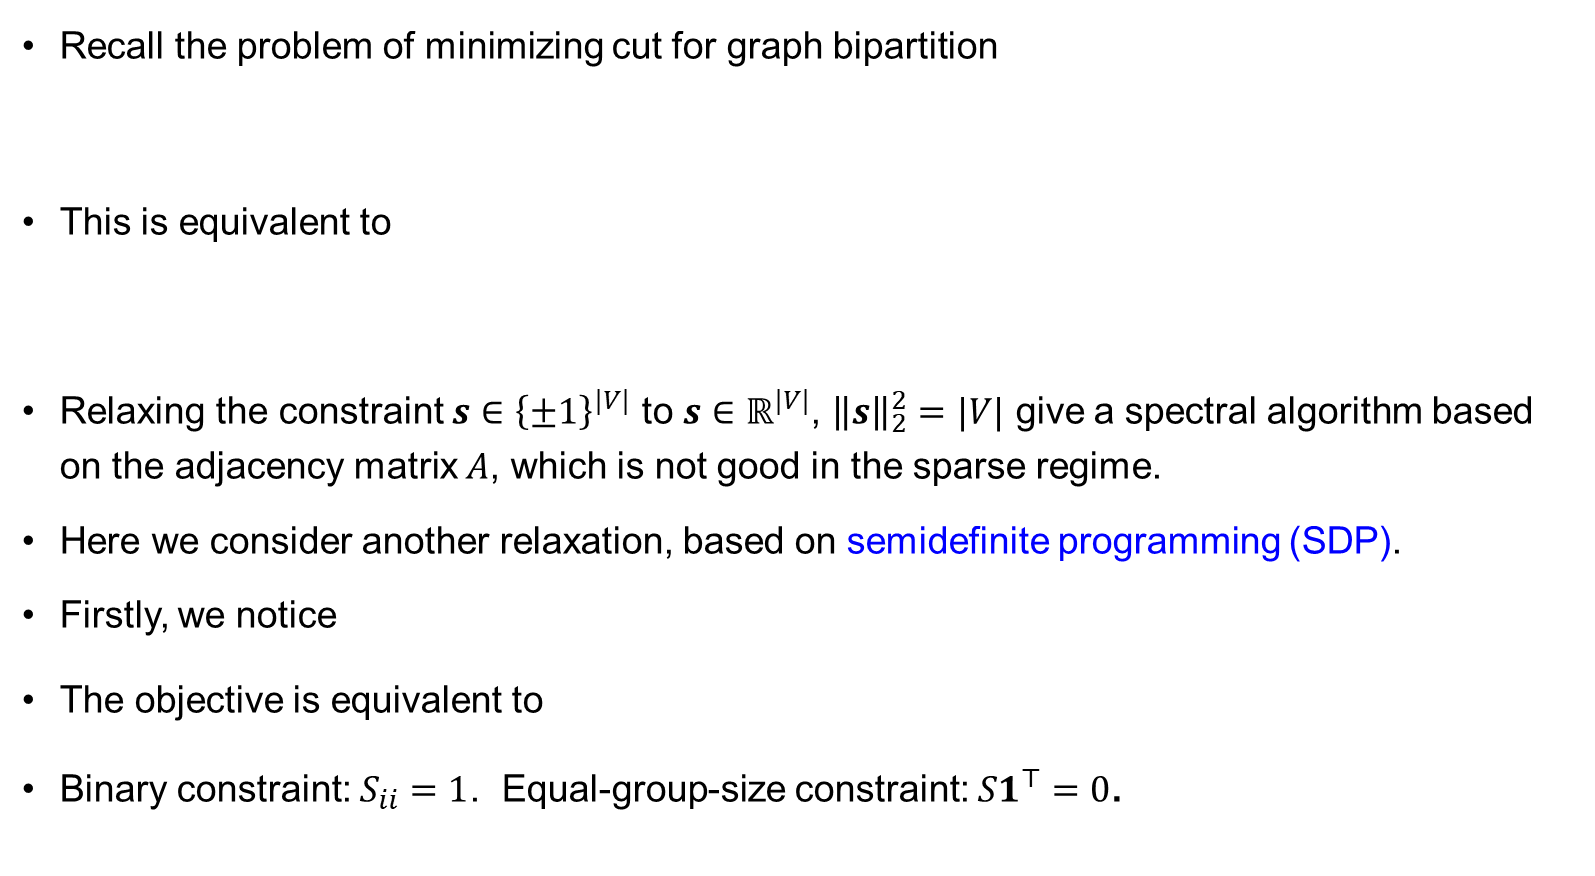 • Recall the problem of minimizing cut for graph bipartition
• This is equivalent to
• Relaxing the constraint 𝒔 ∈ {±1}^|V| to 𝒔 ∈ ℝ^|V|, ‖𝒔‖₂² = |V| give a spectral algorithm based
on the adjacency matrix A, which is not good in the sparse regime.
• Here we consider another relaxation, based on semidefinite programming (SDP).
• Firstly, we notice
• The objective is equivalent to
• Binary constraint: S_ii = 1. Equal-group-size constraint: S𝟏^⊤ = 0.